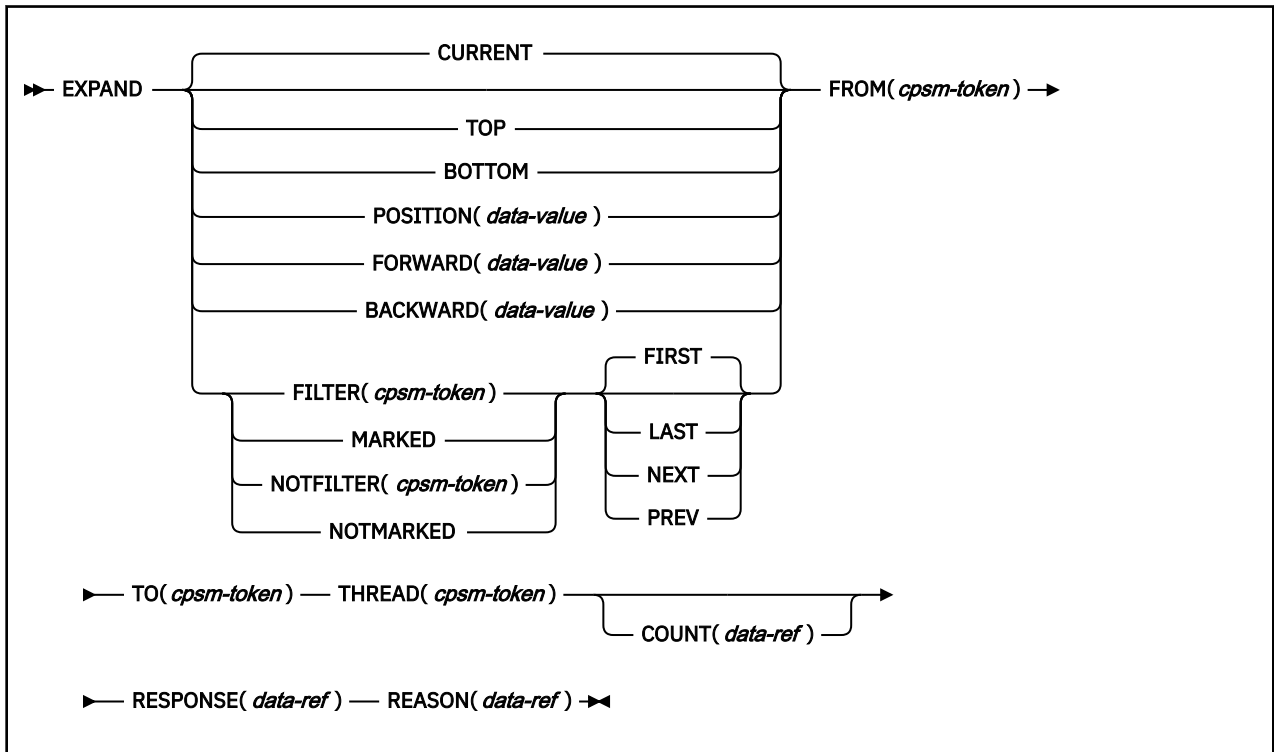 CURRENT
EXPAND FROM( cpsm-token )
TOP
BOTTOM
POSITION( data-value )
FORWARD( data-value )
BACKWARD( data-value )
FIRST
FILTER( cpsm-token )
LAST
MARKED
NEXT
NOTFILTER( cpsm-token )
PREV
NOTMARKED
TO( cpsm-token ) THREAD( cpsm-token )
COUNT( data-ref )
RESPONSE( data-ref ) REASON( data-ref )